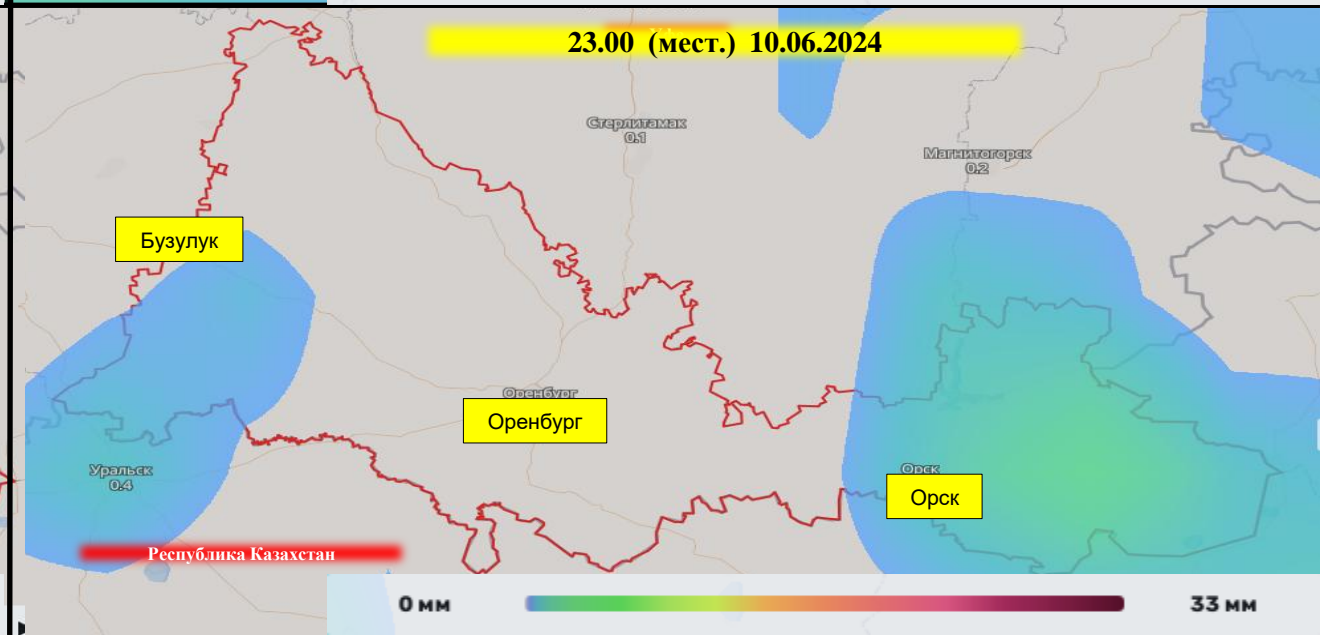 23.00 (мест.) 10.06.2024
Стерлитамак
0.1
Магнитогорск
0.2
Бузулук
Оренбург
Оренбург
Уральск
0.4
Орск
Орск
Республика Казахстан
0 мм
33 мм